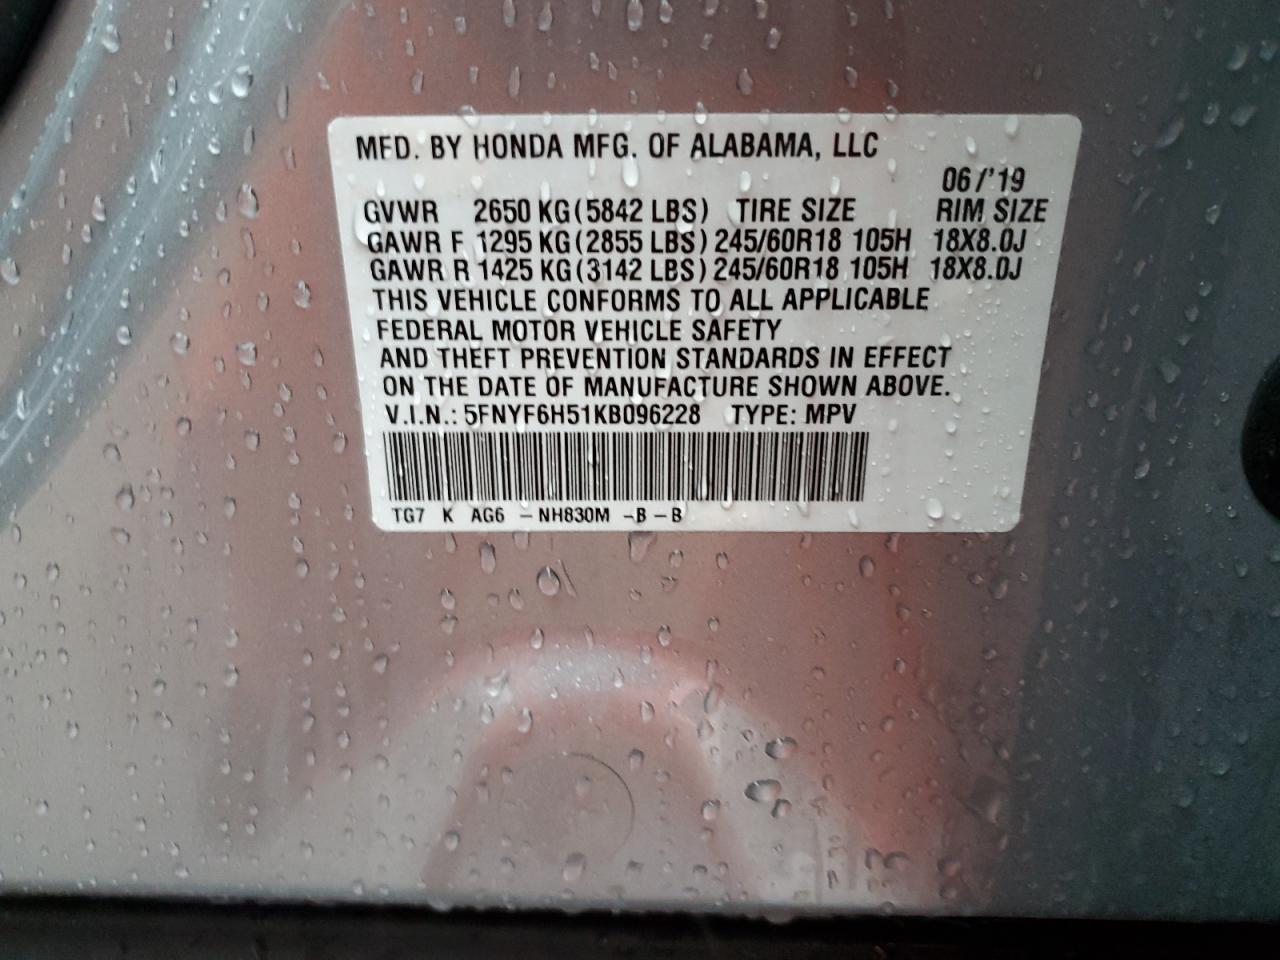 MFD. BY HONDA MFG. OF ALABAMA, LLC
06/'19
GVWR 2650 KG(5842 LBS) TIRE SIZE RIM SIZE
GAWR F 1295 KG(2855 LBS) 245/60R18 105H 18X8.0J
GAWR R 1425 KG(3142 LBS) 245/60R18 105H 18X8.0J
THIS VEHICLE CONFORMS TO ALL APPLICABLE
FEDERAL MOTOR VEHICLE SAFETY
AND THEFT PREVENTION STANDARDS IN EFFECT
ON THE DATE OF MANUFACTURE SHOWN ABOVE.
V.I.N.: 5FNYF6H51KB096228 TYPE: MPV
TG7 K AG6 – NH830M –B – B